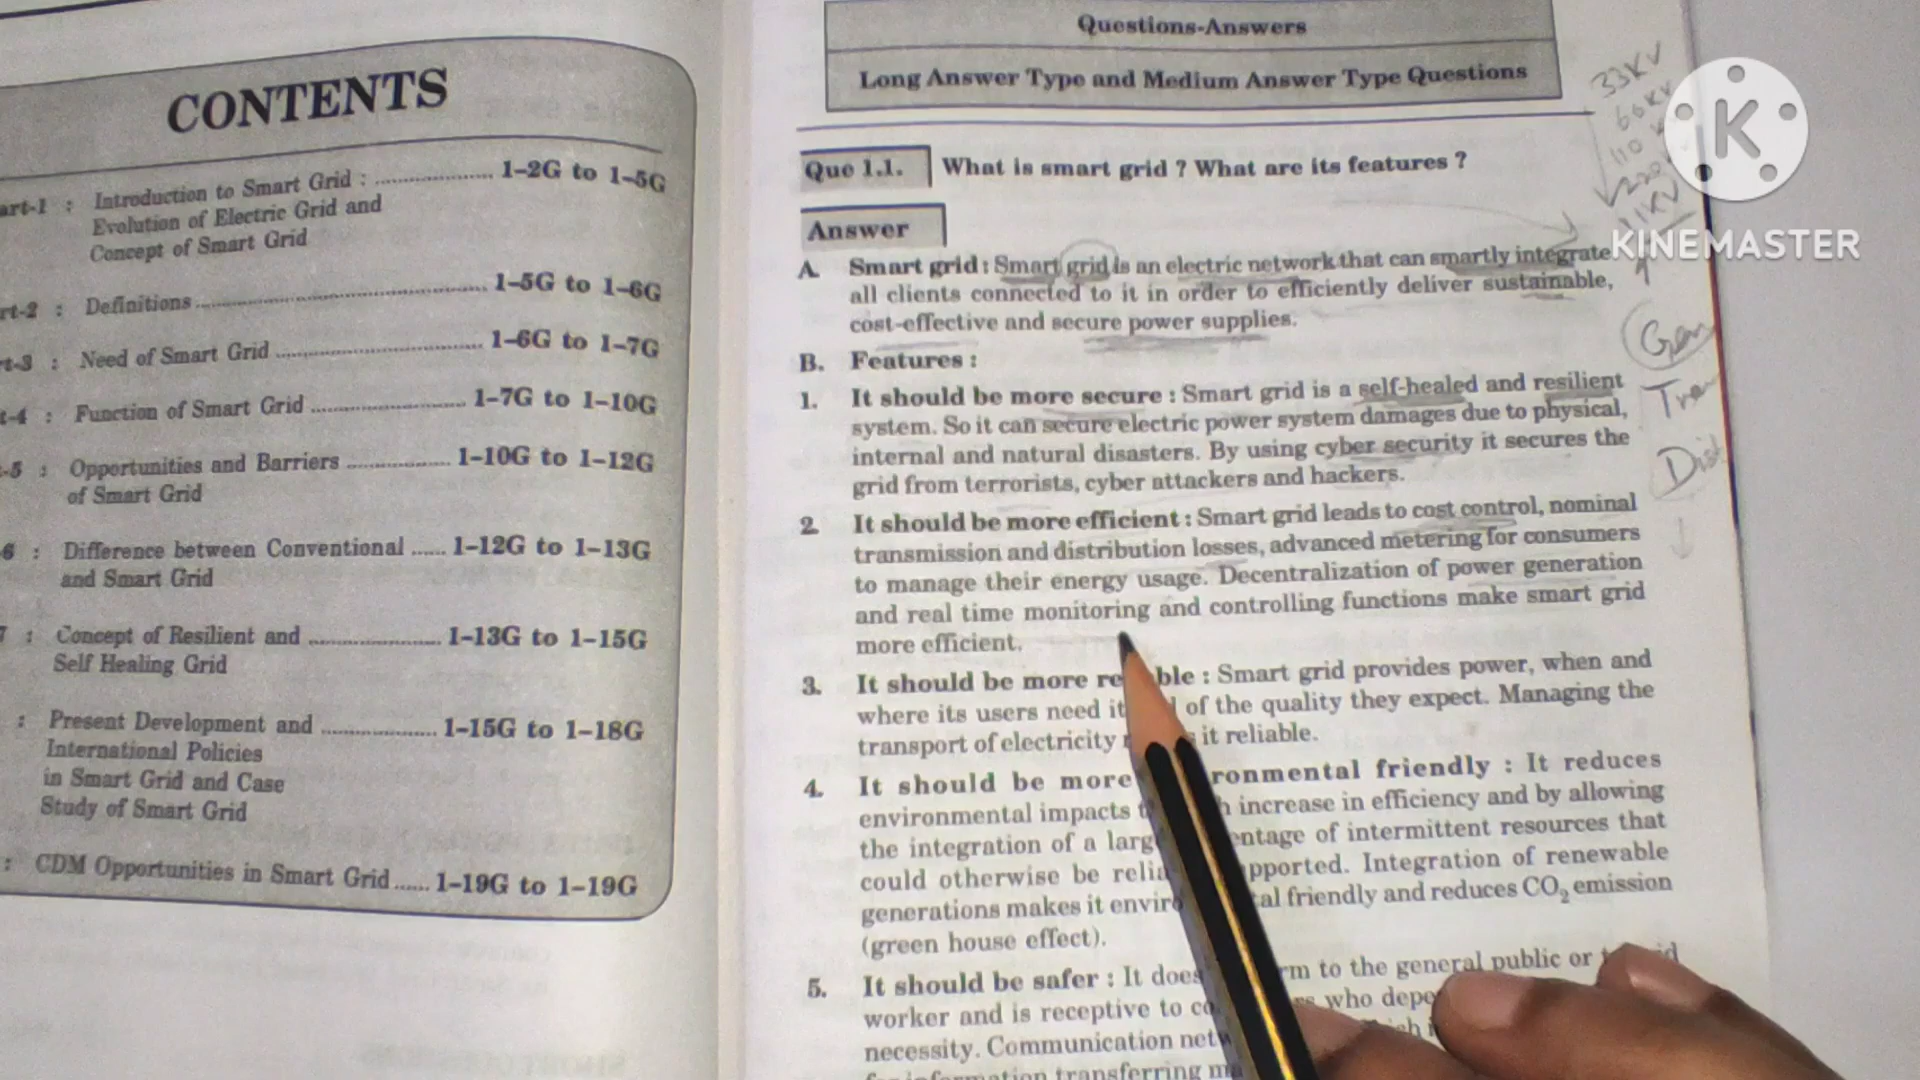 CONTENTS
art-1 : Introduction to Smart Grid : 1–2G to 1–5G
Evolution of Electric Grid and
Concept of Smart Grid
rt-2 : Definitions 1–5G to 1–6G
t-3 : Need of Smart Grid 1–6G to 1–7G
t-4 : Function of Smart Grid 1–7G to 1–10G
-5 : Opportunities and Barriers 1–10G to 1–12G
of Smart Grid
6 : Difference between Conventional 1–12G to 1–13G
and Smart Grid
7 : Concept of Resilient and 1–13G to 1–15G
Self Healing Grid
: Present Development and 1–15G to 1–18G
International Policies
in Smart Grid and Case
Study of Smart Grid
: CDM Opportunities in Smart Grid 1–19G to 1–19G
Questions-Answers
Long Answer Type and Medium Answer Type Questions
Que 1.1. What is smart grid ? What are its features ?
Answer
A. Smart grid : Smart grid is an electric network that can smartly integrate
all clients connected to it in order to efficiently deliver sustainable,
cost-effective and secure power supplies.
B. Features :
1. It should be more secure : Smart grid is a self-healed and resilient
system. So it can secure electric power system damages due to physical,
internal and natural disasters. By using cyber security it secures the
grid from terrorists, cyber attackers and hackers.
2. It should be more efficient : Smart grid leads to cost control, nominal
transmission and distribution losses, advanced metering for consumers
to manage their energy usage. Decentralization of power generation
and real time monitoring and controlling functions make smart grid
more efficient.
3. It should be more re ble : Smart grid provides power, when and
where its users need it of the quality they expect. Managing the
transport of electricity it reliable.
4. It should be more ronmental friendly : It reduces
environmental impacts increase in efficiency and by allowing
the integration of a larg entage of intermittent resources that
could otherwise be relia pported. Integration of renewable
generations makes it enviro al friendly and reduces CO2 emission
(green house effect).
5. It should be safer : It does rm to the general public or
worker and is receptive to co who depe
necessity. Communication netw
for information transferring
33KV
66KV
110
220
11KV
Gen
Tra
Dist
K
KINEMASTER